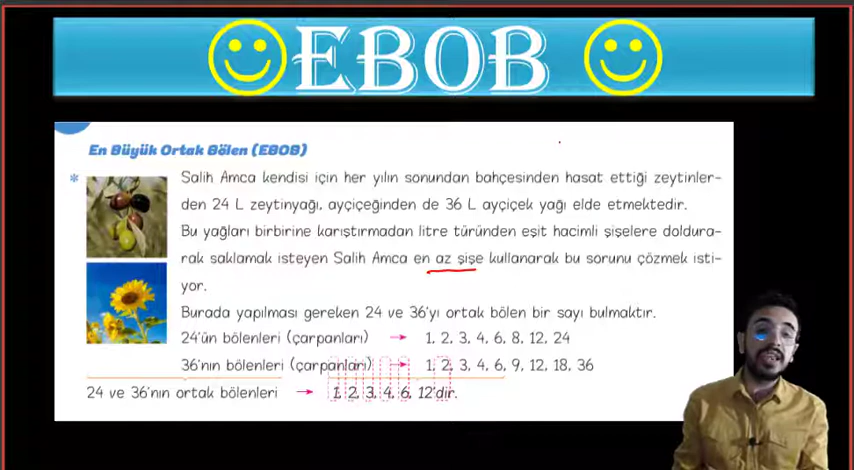 EBOB
En Büyük Ortak Bölen (EBOB)
* Salih Amca kendisi için her yılın sonundan bahçesinden hasat ettiği zeytinler-
den 24 L zeytinyağı, ayçiçeğinden de 36 L ayçiçek yağı elde etmektedir.
Bu yağları birbirine karıştırmadan litre türünden eşit hacimli şişelere doldura-
rak saklamak isteyen Salih Amca en az şişe kullanarak bu sorunu çözmek isti-
yor.
Burada yapılması gereken 24 ve 36'yı ortak bölen bir sayı bulmaktır.
24'ün bölenleri (çarpanları) → 1, 2, 3, 4, 6, 8, 12, 24
36'nın bölenleri (çarpanları) → 1, 2, 3, 4, 6, 9, 12, 18, 36
24 ve 36'nın ortak bölenleri → 1, 2, 3, 4, 6, 12'dir.